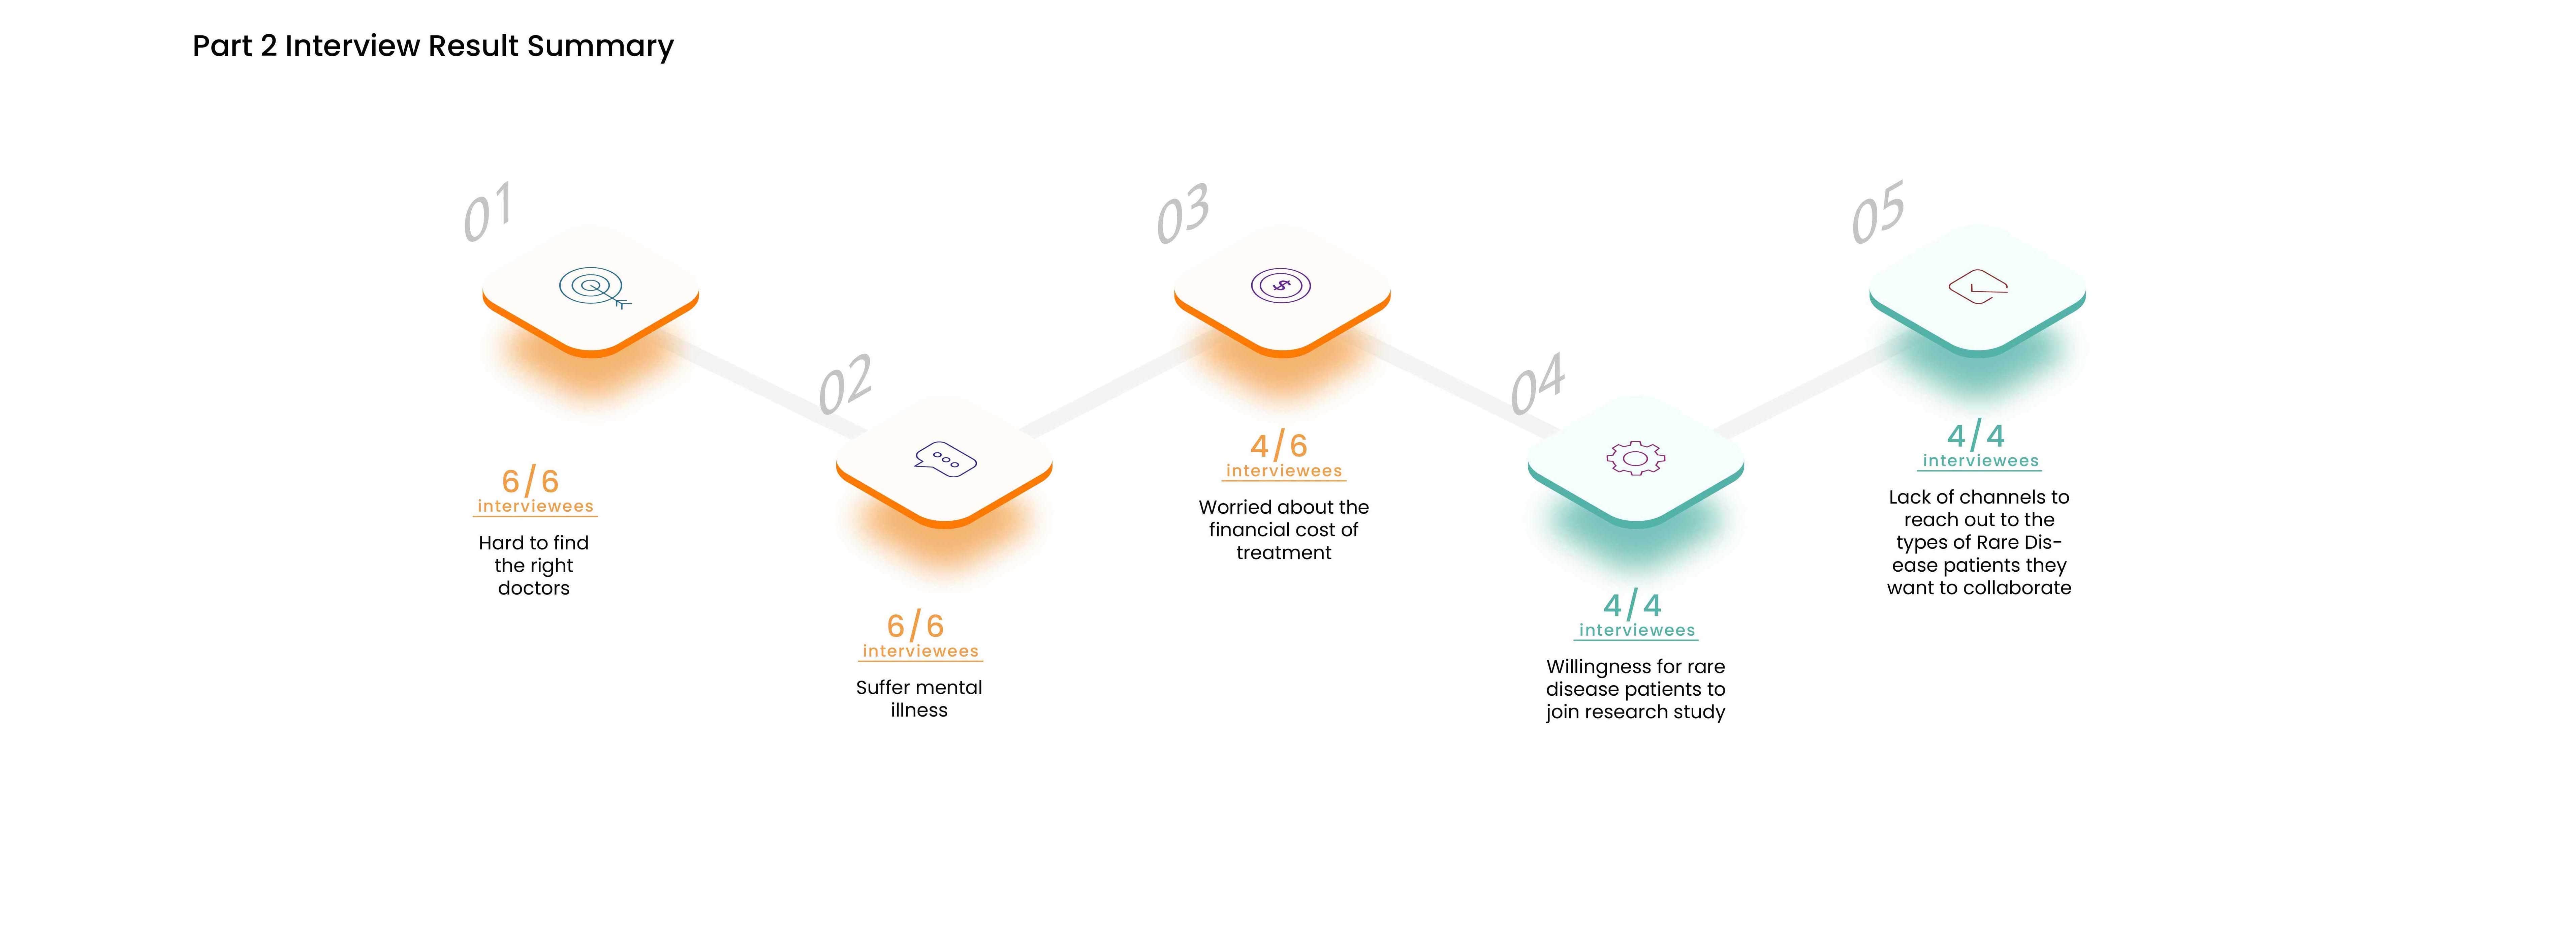 Part 2 Interview Result Summary
01
6/6
interviewees
Hard to find
the right
doctors
02
6/6
interviewees
Suffer mental
illness
03
$
4/6
interviewees
Worried about the
financial cost of
treatment
04
4/4
interviewees
Willingness for rare
disease patients to
join research study
05
4/4
interviewees
Lack of channels to
reach out to the
types of Rare Dis-
ease patients they
want to collaborate